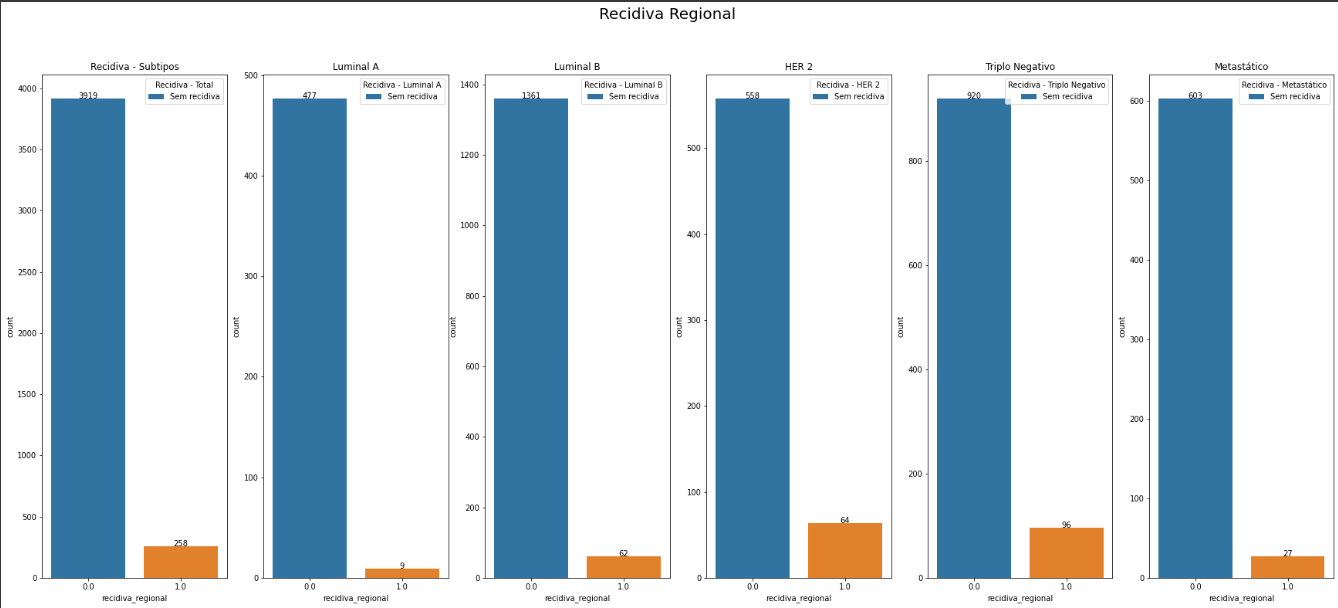 Recidiva Regional
Recidiva - Subtipos
Recidiva - Total
Sem recidiva
4000
3500
3000
2500
2000
1500
1000
500
0
count
3919
258
0.0 1.0
recidiva_regional
Luminal A
Recidiva - Luminal A
Sem recidiva
500
400
300
200
100
0
count
477
9
0.0 1.0
recidiva_regional
Luminal B
Recidiva - Luminal B
Sem recidiva
1400
1200
1000
800
600
400
200
0
count
1361
62
0.0 1.0
recidiva_regional
HER 2
Recidiva - HER 2
Sem recidiva
500
400
300
200
100
0
count
558
64
0.0 1.0
recidiva_regional
Triplo Negativo
Recidiva - Triplo Negativo
Sem recidiva
800
600
400
200
0
count
920
96
0.0 1.0
recidiva_regional
Metastático
Recidiva - Metastático
Sem recidiva
600
500
400
300
200
100
0
count
603
27
0.0 1.0
recidiva_regional